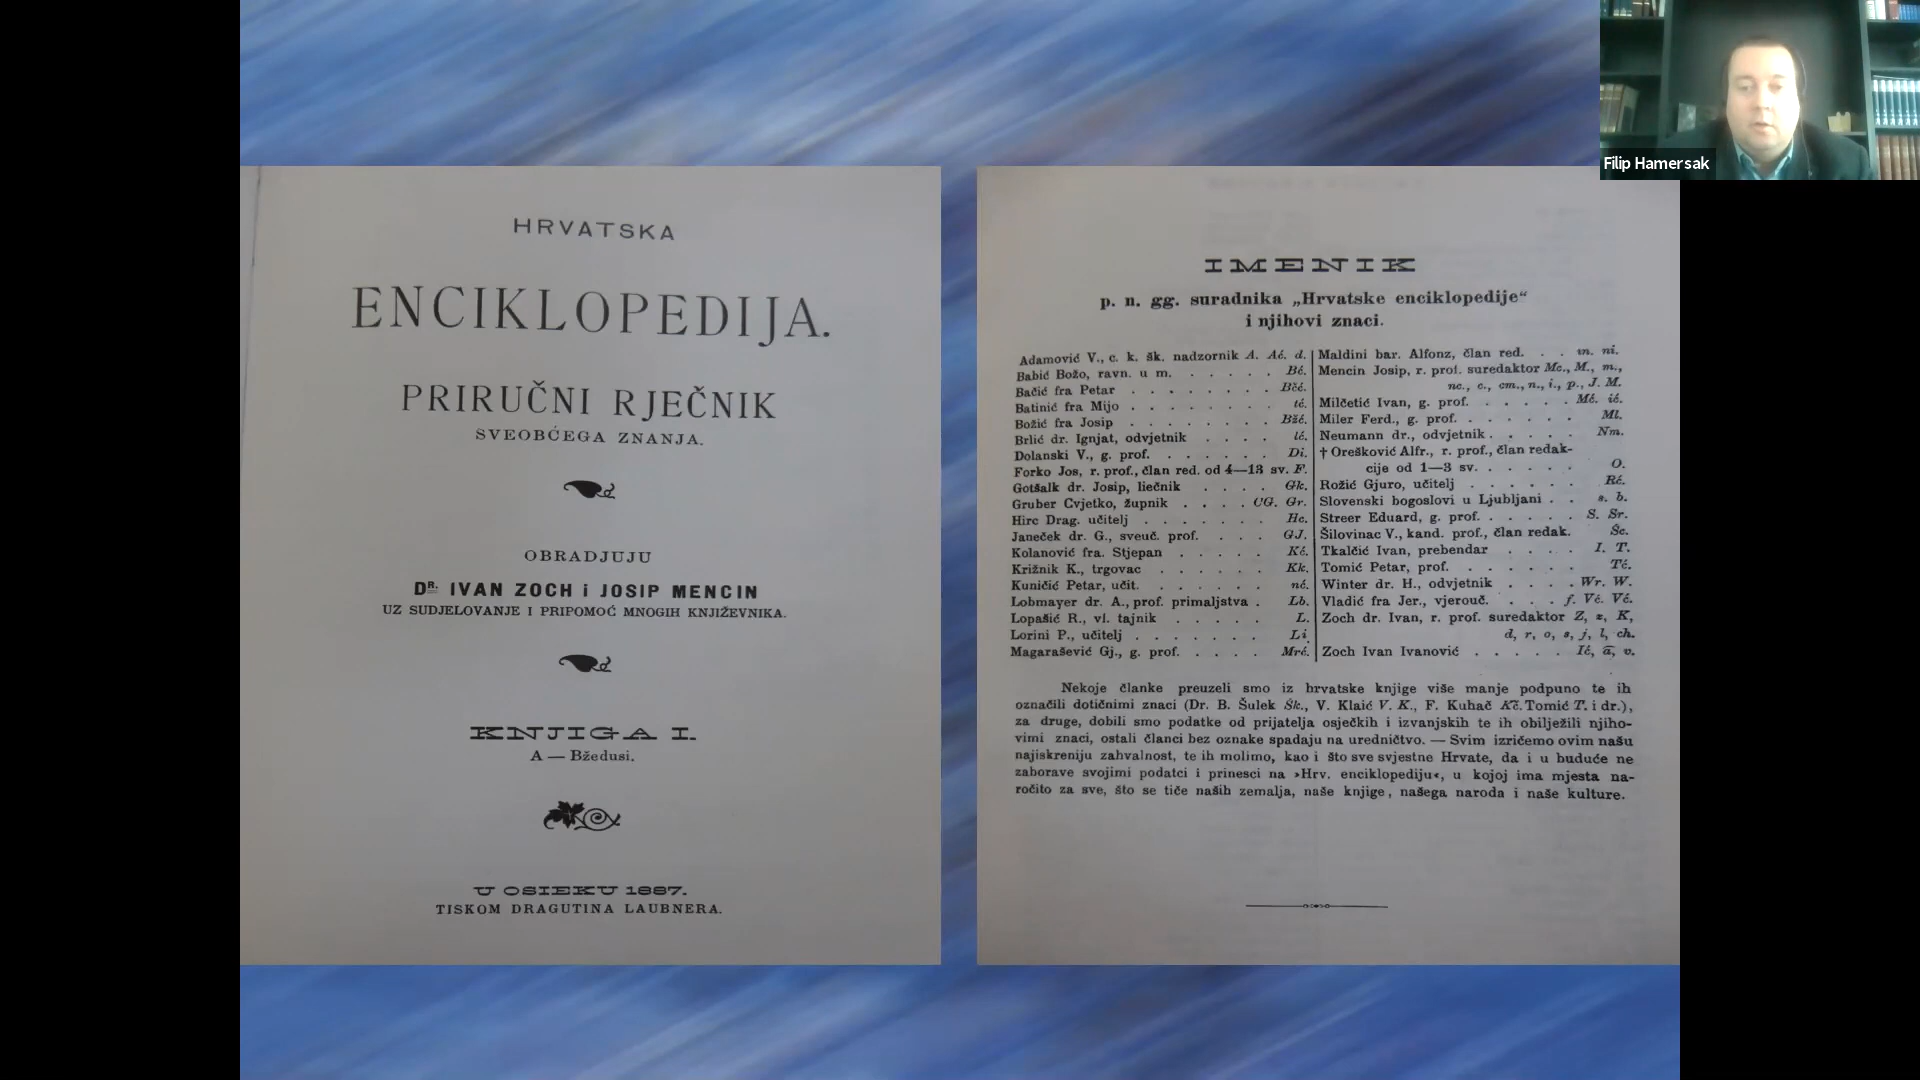 HRVATSKA
ENCIKLOPEDIJA.
PRIRUČNI RJEČNIK
SVEOBĆEGA ZNANJA.
OBRADJUJU
DR. IVAN ZOCH i JOSIP MENCIN
UZ SUDJELOVANJE I PRIPOMOĆ MNOGIH KNJIŽEVNIKA.
KNJIGA I.
A — Bžedusi.
U OSIEKU 1887.
TISKOM DRAGUTINA LAUBNERA.
IMENIK
p. n. gg. suradnika „Hrvatske enciklopedije“
i njihovi znaci.
Adamović V., c. k. šk. nadzornik A. Ać. d.
Babić Božo, ravn. u m. . . . . . Bć.
Bačić fra Petar . . . . . . . . Bčć.
Batinić fra Mijo . . . . . . . . tć.
Božić fra Josip . . . . . . . . Bžć.
Brlić dr. Ignjat, odvjetnik . . . . lć.
Dolanski V., g. prof. . . . . . . Di.
Forko Jos, r. prof., član red. od 4—13 sv. F.
Gotšalk dr. Josip, liečnik . . . . Gk.
Gruber Cvjetko, župnik . . . . CG. Gr.
Hirc Drag. učitelj . . . . . . . Hc.
Janeček dr. G., sveuč. prof. . . . GJ.
Kolanović fra. Stjepan . . . . . Kć.
Križnik K., trgovac . . . . . . Kk.
Kuničić Petar, učit. . . . . . . nć.
Lobmayer dr. A., prof. primaljstva . Lb.
Lopašić R., vl. tajnik . . . . . L.
Lorini P., učitelj . . . . . . . Li.
Magarašević Gj., g. prof. . . . . Mrć.
Maldini bar. Alfonz, član red. . . m. ni.
Mencin Josip, r. prof. suredaktor Mc., M., m.,
nc., c., cm., n., i., p., J. M.
Milčetić Ivan, g. prof. . . . . . Mć. ić.
Miler Ferd., g. prof. . . . . . . Ml.
Neumann dr., odvjetnik . . . . . Nm.
† Orešković Alfr., r. prof., član redak-
cije od 1—3 sv. . . . . . . O.
Rožić Gjuro, učitelj . . . . . . Rć.
Slovenski bogoslovi u Ljubljani . . s. b.
Streer Eduard, g. prof. . . . . . S. Sr.
Šilovinac V., kand. prof., član redak. Šc.
Tkalčić Ivan, prebendar . . . . I. T.
Tomić Petar, prof. . . . . . . Tć.
Winter dr. H., odvjetnik . . . . Wr. W.
Vladić fra Jer., vjerouč. . . . f. Vć. Vć.
Zoch dr. Ivan, r. prof. suredaktor Z, z, K,
d, r, o, s, j, l, ch.
Zoch Ivan Ivanović . . . . . Ić, a, v.
Nekoje članke preuzeli smo iz hrvatske knjige više manje podpuno te ih
označili dotičnimi znaci (Dr. B. Šulek Šk., V. Klaić V. K., F. Kuhač Kč. Tomić T. i dr.),
za druge, dobili smo podatke od prijatelja osječkih i izvanjskih te ih obilježili njiho-
vimi znaci, ostali članci bez oznake spadaju na uredničtvo. — Svim izričemo ovim našu
najiskreniju zahvalnost, te ih molimo, kao i što sve svjestne Hrvate, da i u buduće ne
zaborave svojimi podatci i prinesci na »Hrv. enciklopediju«, u kojoj ima mjesta na-
ročito za sve, što se tiče naših zemalja, naše knjige, našega naroda i naše kulture.
Filip Hamersak